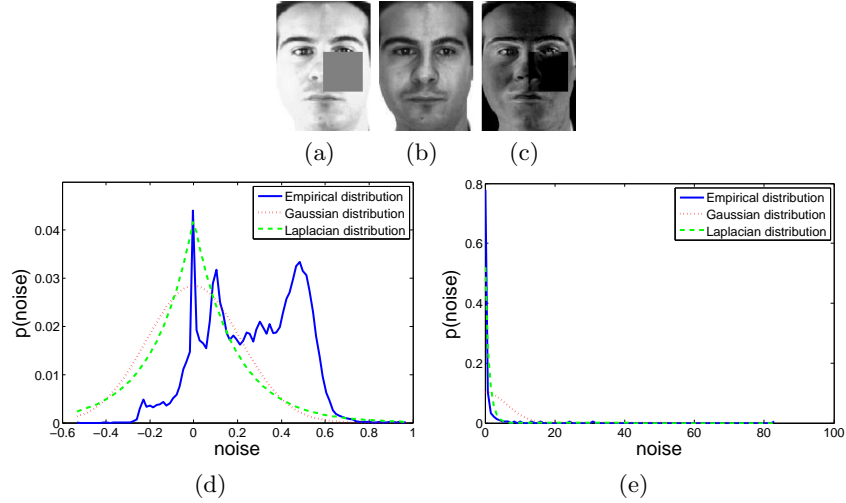 (a) (b) (c)
Empirical distribution
Gaussian distribution
Laplacian distribution
p(noise)
0.04
0.03
0.02
0.01
0
−0.6 −0.4 −0.2 0 0.2 0.4 0.6 0.8 1
noise
(d)
Empirical distribution
Gaussian distribution
Laplacian distribution
p(noise)
0.8
0.6
0.4
0.2
0
0 20 40 60 80 100
noise
(e)